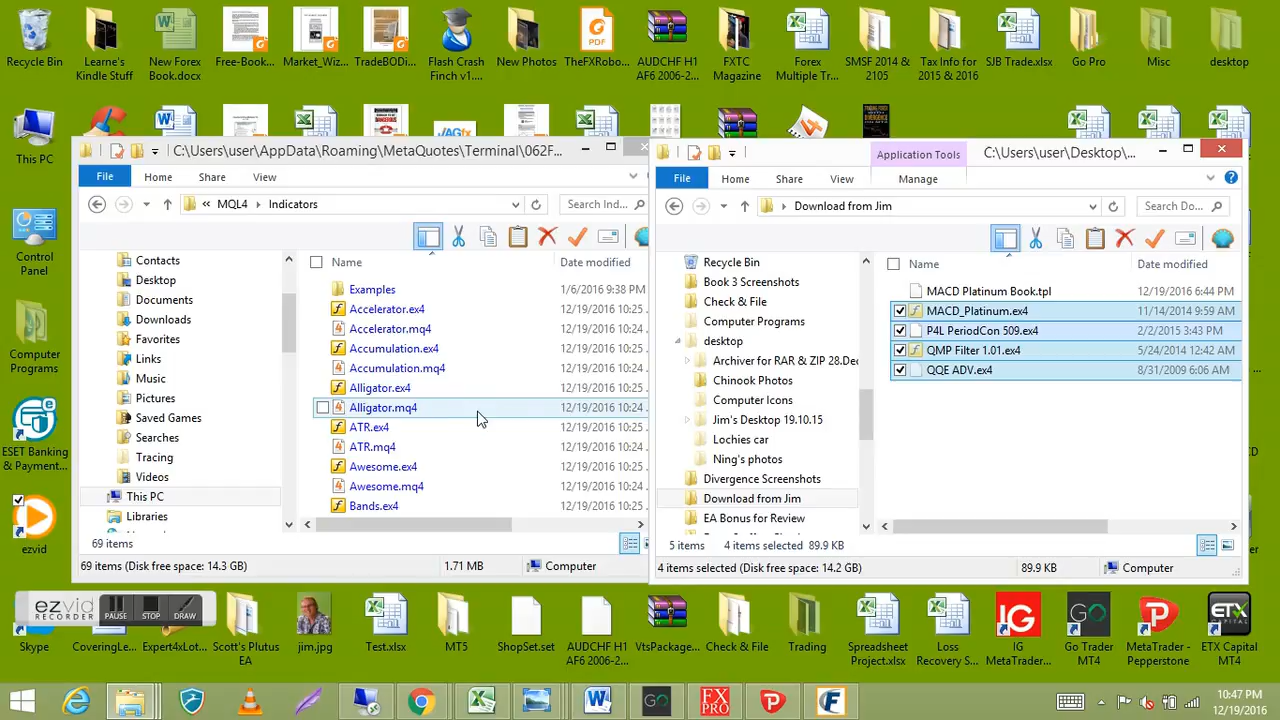 Recycle Bin
Learne's
Kindle Stuff
New Forex
Book.docx
Free-Book...
Market_Wiz...
TradeBODi...
Flash Crash
Finch v1....
New Photos
TheFXRobo...
AUDCHF H1
AF6 2006-2...
FXTC
Magazine
Forex
Multiple Tr...
SMSF 2014 &
2105
Tax Info for
2015 & 2016
SJB Trade.xlsx
Go Pro
Misc
desktop
This PC
Control
Panel
Computer
Programs
ESET Banking
& Payment...
ezvid
C:\Users\user\AppData\Roaming\MetaQuotes\Terminal\062F...
File
Home
Share
View
« MQL4 › Indicators
Search Ind...
Contacts
Desktop
Documents
Downloads
Favorites
Links
Music
Pictures
Saved Games
Searches
Tracing
Videos
This PC
Libraries
Name
Date modified
Examples 1/6/2016 9:38 PM
Accelerator.ex4 12/19/2016 10:25
Accelerator.mq4 12/19/2016 10:25
Accumulation.ex4 12/19/2016 10:25
Accumulation.mq4 12/19/2016 10:25
Alligator.ex4 12/19/2016 10:25
Alligator.mq4 12/19/2016 10:24
ATR.ex4 12/19/2016 10:25
ATR.mq4 12/19/2016 10:24
Awesome.ex4 12/19/2016 10:25
Awesome.mq4 12/19/2016 10:24
Bands.ex4 12/19/2016 10:25
69 items
69 items (Disk free space: 14.3 GB)
1.71 MB
Computer
Application Tools
C:\Users\user\Desktop\...
File
Home
Share
View
Manage
Download from Jim
Search Do...
Recycle Bin
Book 3 Screenshots
Check & File
Computer Programs
desktop
Archiver for RAR & ZIP 28.Dec
Chinook Photos
Computer Icons
Jim's Desktop 19.10.15
Lochies car
Ning's photos
Divergence Screenshots
Download from Jim
EA Bonus for Review
Name
Date modified
MACD Platinum Book.tpl 12/19/2016 6:44 PM
MACD_Platinum.ex4 11/14/2014 9:59 AM
P4L PeriodCon 509.ex4 2/2/2015 3:43 PM
QMP Filter 1.01.ex4 5/24/2014 12:42 AM
QQE ADV.ex4 8/31/2009 6:06 AM
5 items 4 items selected 89.9 KB
4 items selected (Disk free space: 14.2 GB)
89.9 KB
Computer
ezvid
RECORDER
PAUSE
STOP
DRAW
Skype
CoveringLe...
Expert4xLot...
Scott's Plutus
EA
jim.jpg
Test.xlsx
MT5
ShopSet.set
AUDCHF H1
AF6 2006-2...
VtsPackage...
Check & File
Trading
Spreadsheet
Project.xlsx
Loss
Recovery S...
IG
IG
MetaTrader...
Go Trader
MT4
MetaTrader -
Pepperstone
ETX
CAPITAL
ETX Capital
MT4
GO
FX
PRO
10:47 PM
12/19/2016